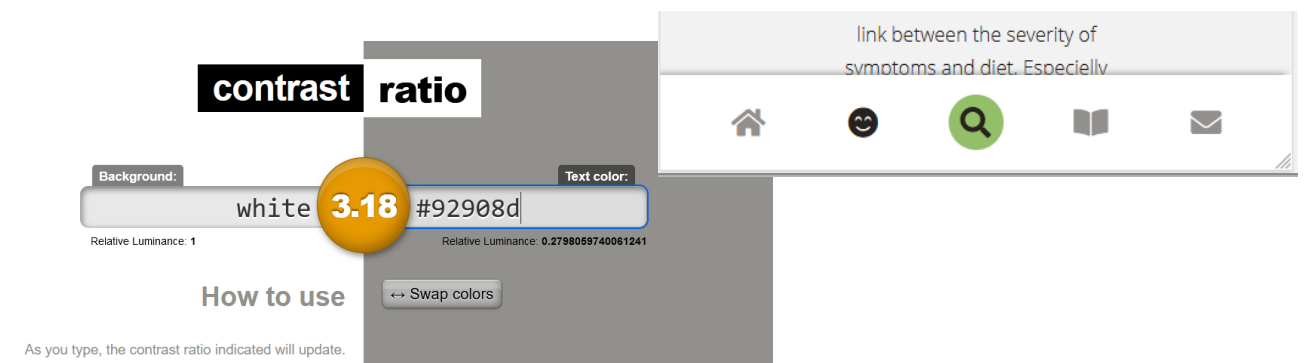 link between the severity of
symptoms and diet. Especielly
contrast ratio
Background:
Text color:
white 3.18 #92908d
Relative Luminance: 1
Relative Luminance: 0.2798059740061241
How to use
↔ Swap colors
As you type, the contrast ratio indicated will update.